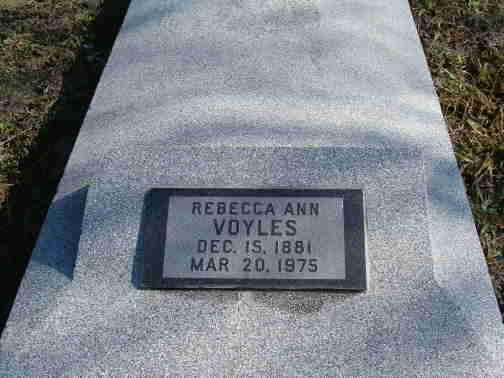 REBECCA ANN
VOYLES
DEC. 15, 1881
MAR 20, 1975